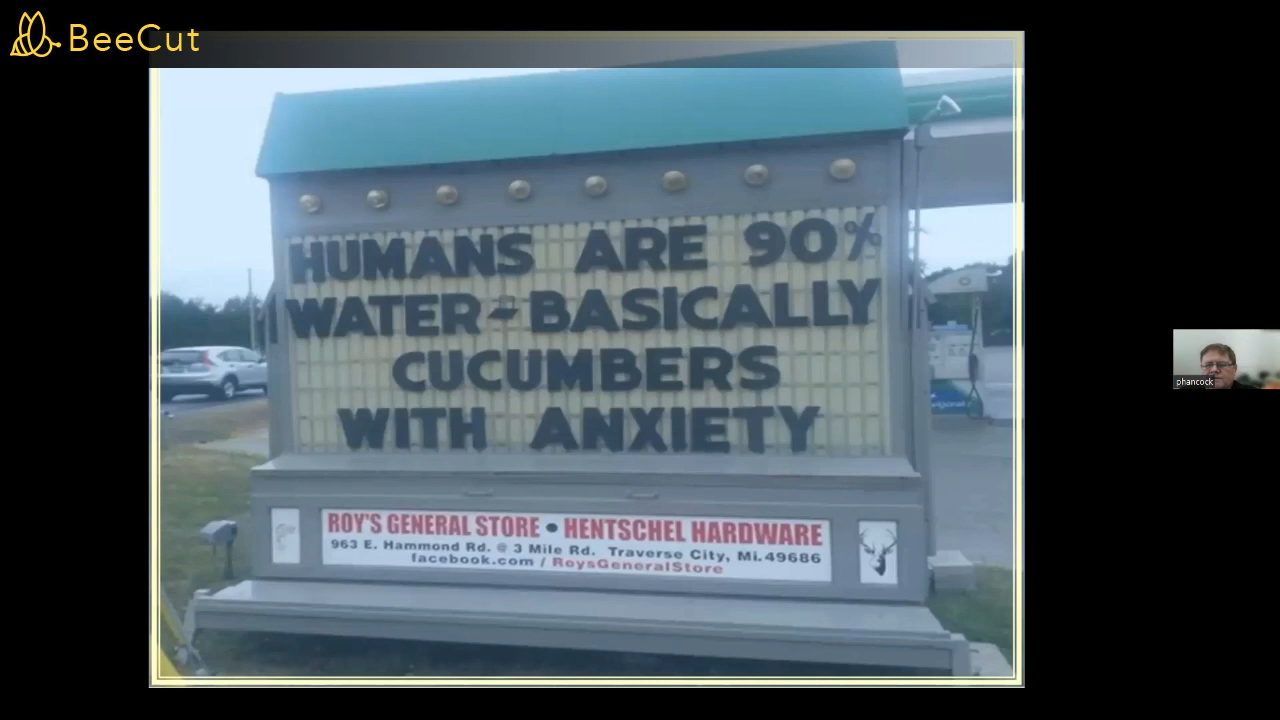 BeeCut
HUMANS ARE 90%
WATER-BASICALLY
CUCUMBERS
WITH ANXIETY
ROY'S GENERAL STORE • HENTSCHEL HARDWARE
963 E. Hammond Rd. @ 3 Mile Rd. Traverse City, Mi.49686
facebook.com / RoysGeneralStore
phancock